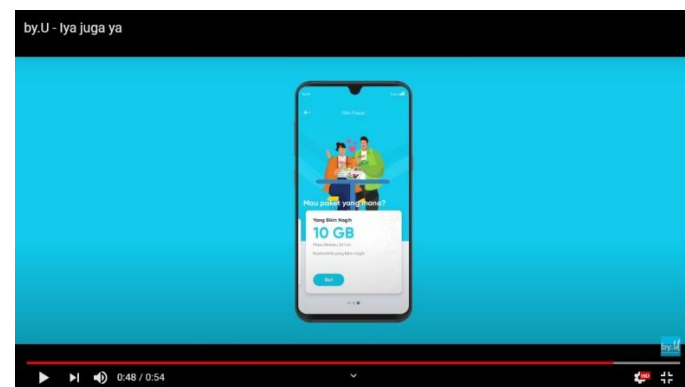 by.U - Iya juga ya
Mau paket yang mana?
Yang Bikin Nagih
10 GB
Beli
by.U
0:48 / 0:54
HD